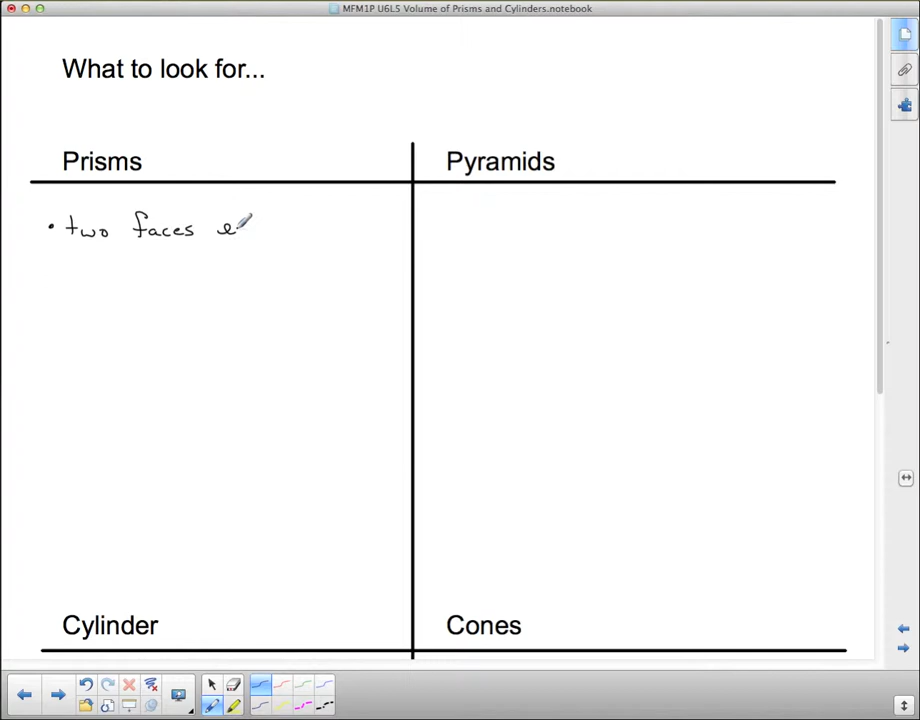 MFM1P U6L5 Volume of Prisms and Cylinders.notebook
What to look for...
Prisms
Pyramids
• two faces e
Cylinder
Cones